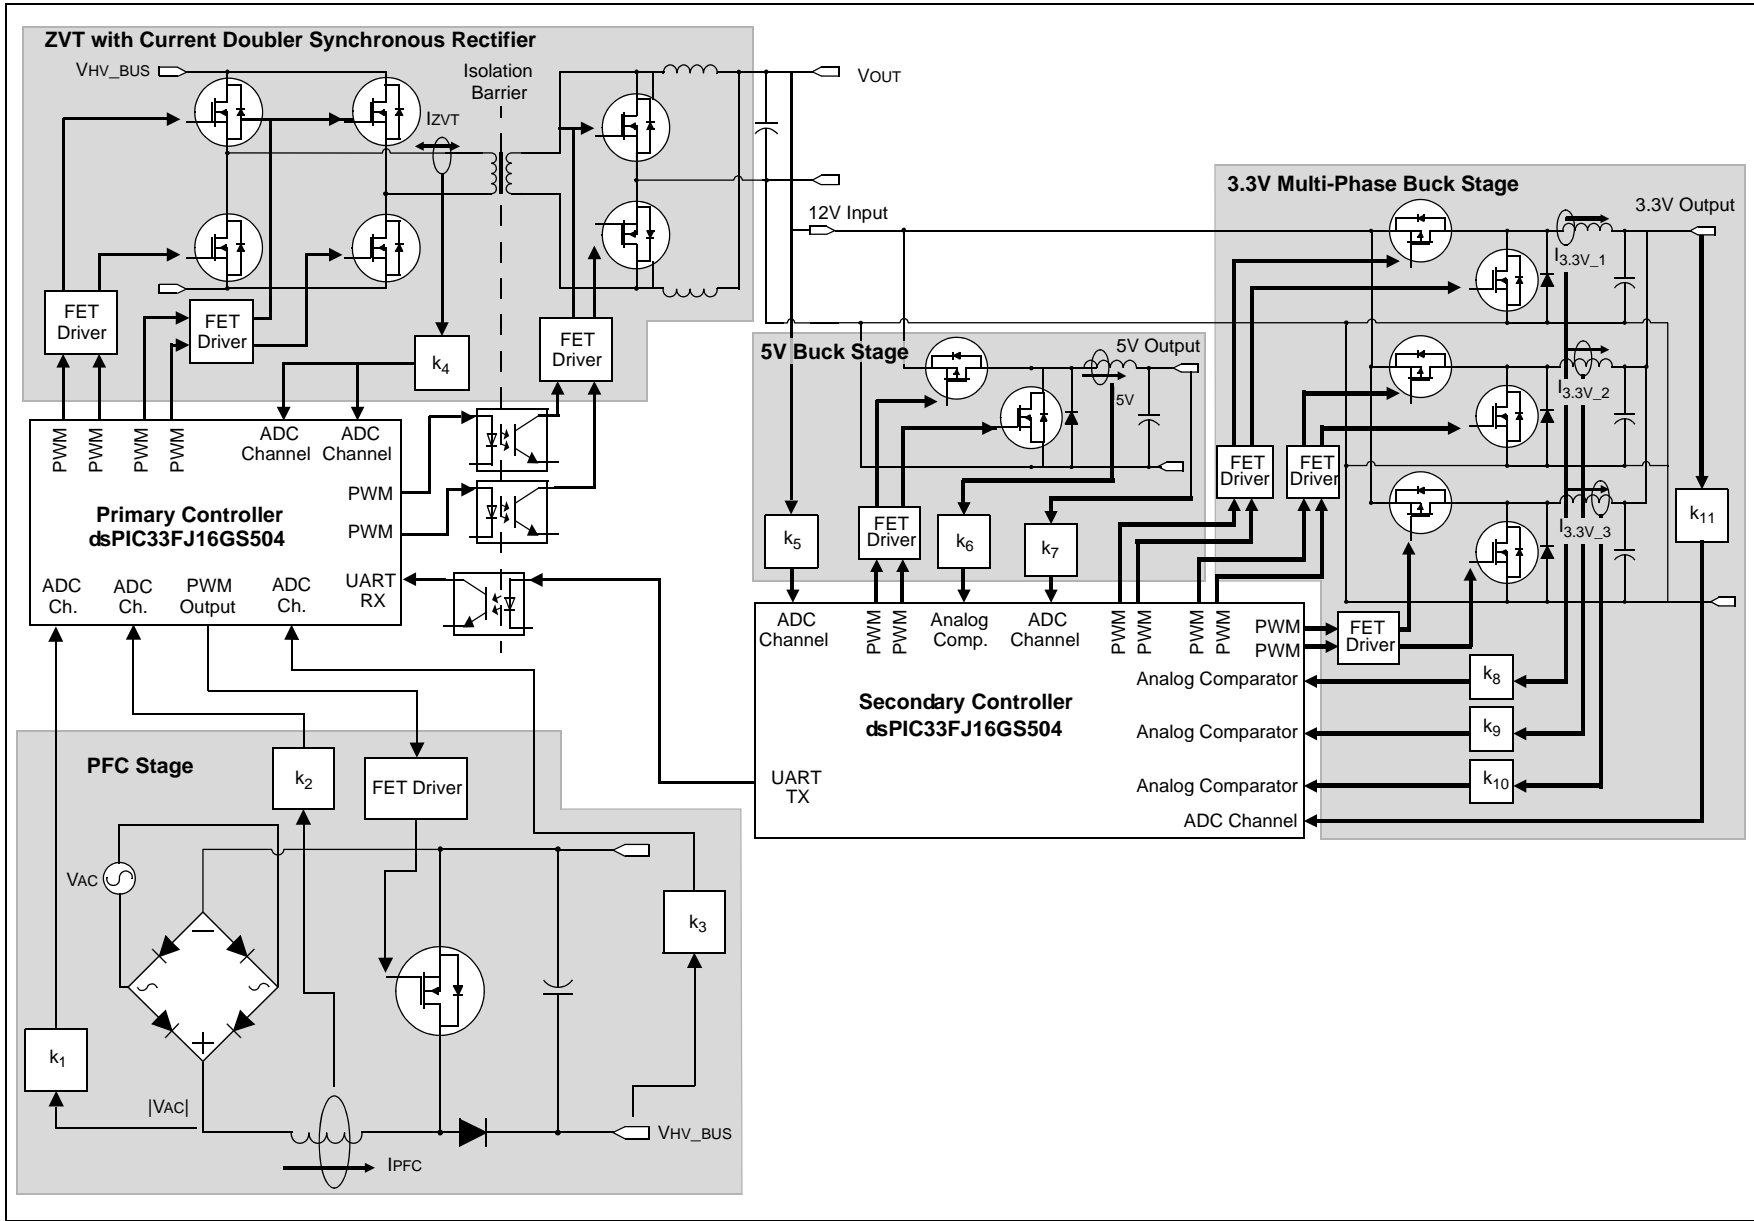 ZVT with Current Doubler Synchronous Rectifier
VHV_BUS
Isolation
Barrier
IZVT
VOUT
FET
Driver
FET
Driver
k4
FET
Driver
12V Input
3.3V Multi-Phase Buck Stage
3.3V Output
I3.3V_1
I3.3V_2
I3.3V_3
FET
Driver
FET
Driver
k11
5V Buck Stage
5V Output
5V
k5
FET
Driver
k6
k7
PWM
PWM
PWM
PWM
ADC
Channel
ADC
Channel
PWM
PWM
Primary Controller
dsPIC33FJ16GS504
ADC
Ch.
ADC
Ch.
PWM
Output
ADC
Ch.
UART
RX
ADC
Channel
PWM
PWM
Analog
Comp.
ADC
Channel
PWM
PWM
PWM
PWM
PWM
PWM
FET
Driver
Analog Comparator
k8
Secondary Controller
dsPIC33FJ16GS504
Analog Comparator
k9
UART
TX
Analog Comparator
k10
ADC Channel
PFC Stage
k2
FET Driver
VAC
k3
k1
|VAC|
VHV_BUS
IPFC